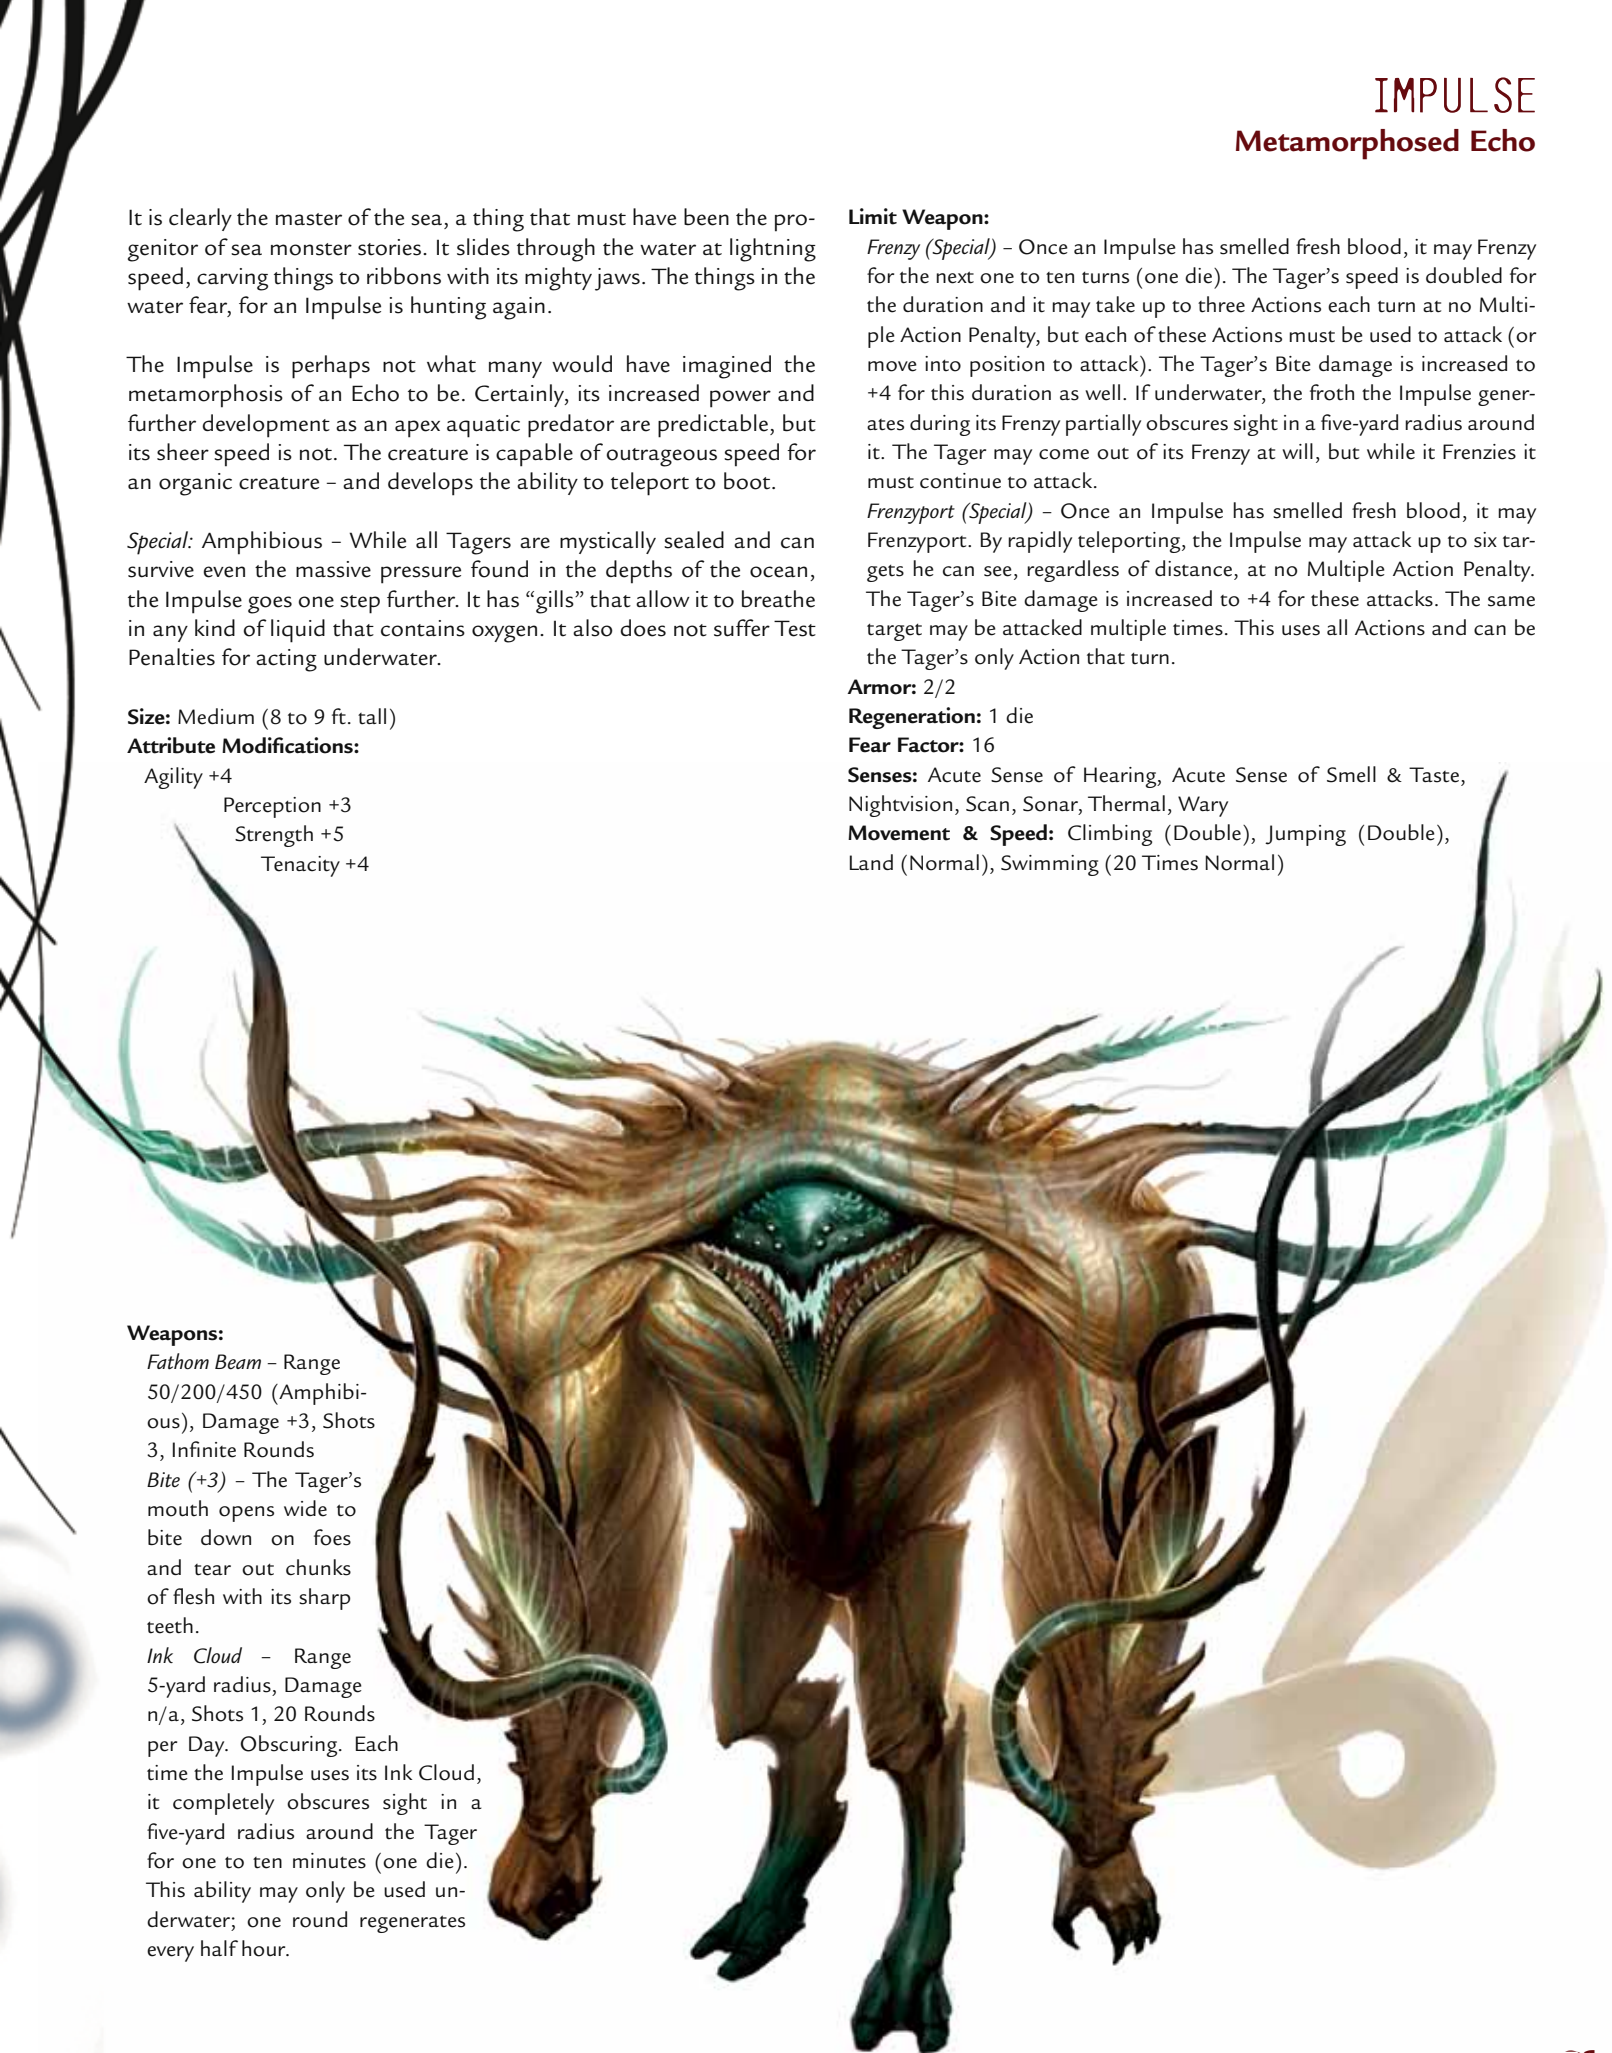 IMPULSE
Metamorphosed Echo
It is clearly the master of the sea, a thing that must have been the pro-
genitor of sea monster stories. It slides through the water at lightning
speed, carving things to ribbons with its mighty jaws. The things in the
water fear, for an Impulse is hunting again.
The Impulse is perhaps not what many would have imagined the
metamorphosis of an Echo to be. Certainly, its increased power and
further development as an apex aquatic predator are predictable, but
its sheer speed is not. The creature is capable of outrageous speed for
an organic creature – and develops the ability to teleport to boot.
Special: Amphibious – While all Tagers are mystically sealed and can
survive even the massive pressure found in the depths of the ocean,
the Impulse goes one step further. It has “gills” that allow it to breathe
in any kind of liquid that contains oxygen. It also does not suffer Test
Penalties for acting underwater.
Size: Medium (8 to 9 ft. tall)
Attribute Modifications:
Agility +4
Perception +3
Strength +5
Tenacity +4
Weapons:
Fathom Beam – Range
50/200/450 (Amphibi-
ous), Damage +3, Shots
3, Infinite Rounds
Bite (+3) – The Tager’s
mouth opens wide to
bite down on foes
and tear out chunks
of flesh with its sharp
teeth.
Ink Cloud – Range
5-yard radius, Damage
n/a, Shots 1, 20 Rounds
per Day. Obscuring. Each
time the Impulse uses its Ink Cloud,
it completely obscures sight in a
five-yard radius around the Tager
for one to ten minutes (one die).
This ability may only be used un-
derwater; one round regenerates
every half hour.
Limit Weapon:
Frenzy (Special) – Once an Impulse has smelled fresh blood, it may Frenzy
for the next one to ten turns (one die). The Tager’s speed is doubled for
the duration and it may take up to three Actions each turn at no Multi-
ple Action Penalty, but each of these Actions must be used to attack (or
move into position to attack). The Tager’s Bite damage is increased to
+4 for this duration as well. If underwater, the froth the Impulse gener-
ates during its Frenzy partially obscures sight in a five-yard radius around
it. The Tager may come out of its Frenzy at will, but while it Frenzies it
must continue to attack.
Frenzyport (Special) – Once an Impulse has smelled fresh blood, it may
Frenzyport. By rapidly teleporting, the Impulse may attack up to six tar-
gets he can see, regardless of distance, at no Multiple Action Penalty.
The Tager’s Bite damage is increased to +4 for these attacks. The same
target may be attacked multiple times. This uses all Actions and can be
the Tager’s only Action that turn.
Armor: 2/2
Regeneration: 1 die
Fear Factor: 16
Senses: Acute Sense of Hearing, Acute Sense of Smell & Taste,
Nightvision, Scan, Sonar, Thermal, Wary
Movement & Speed: Climbing (Double), Jumping (Double),
Land (Normal), Swimming (20 Times Normal)